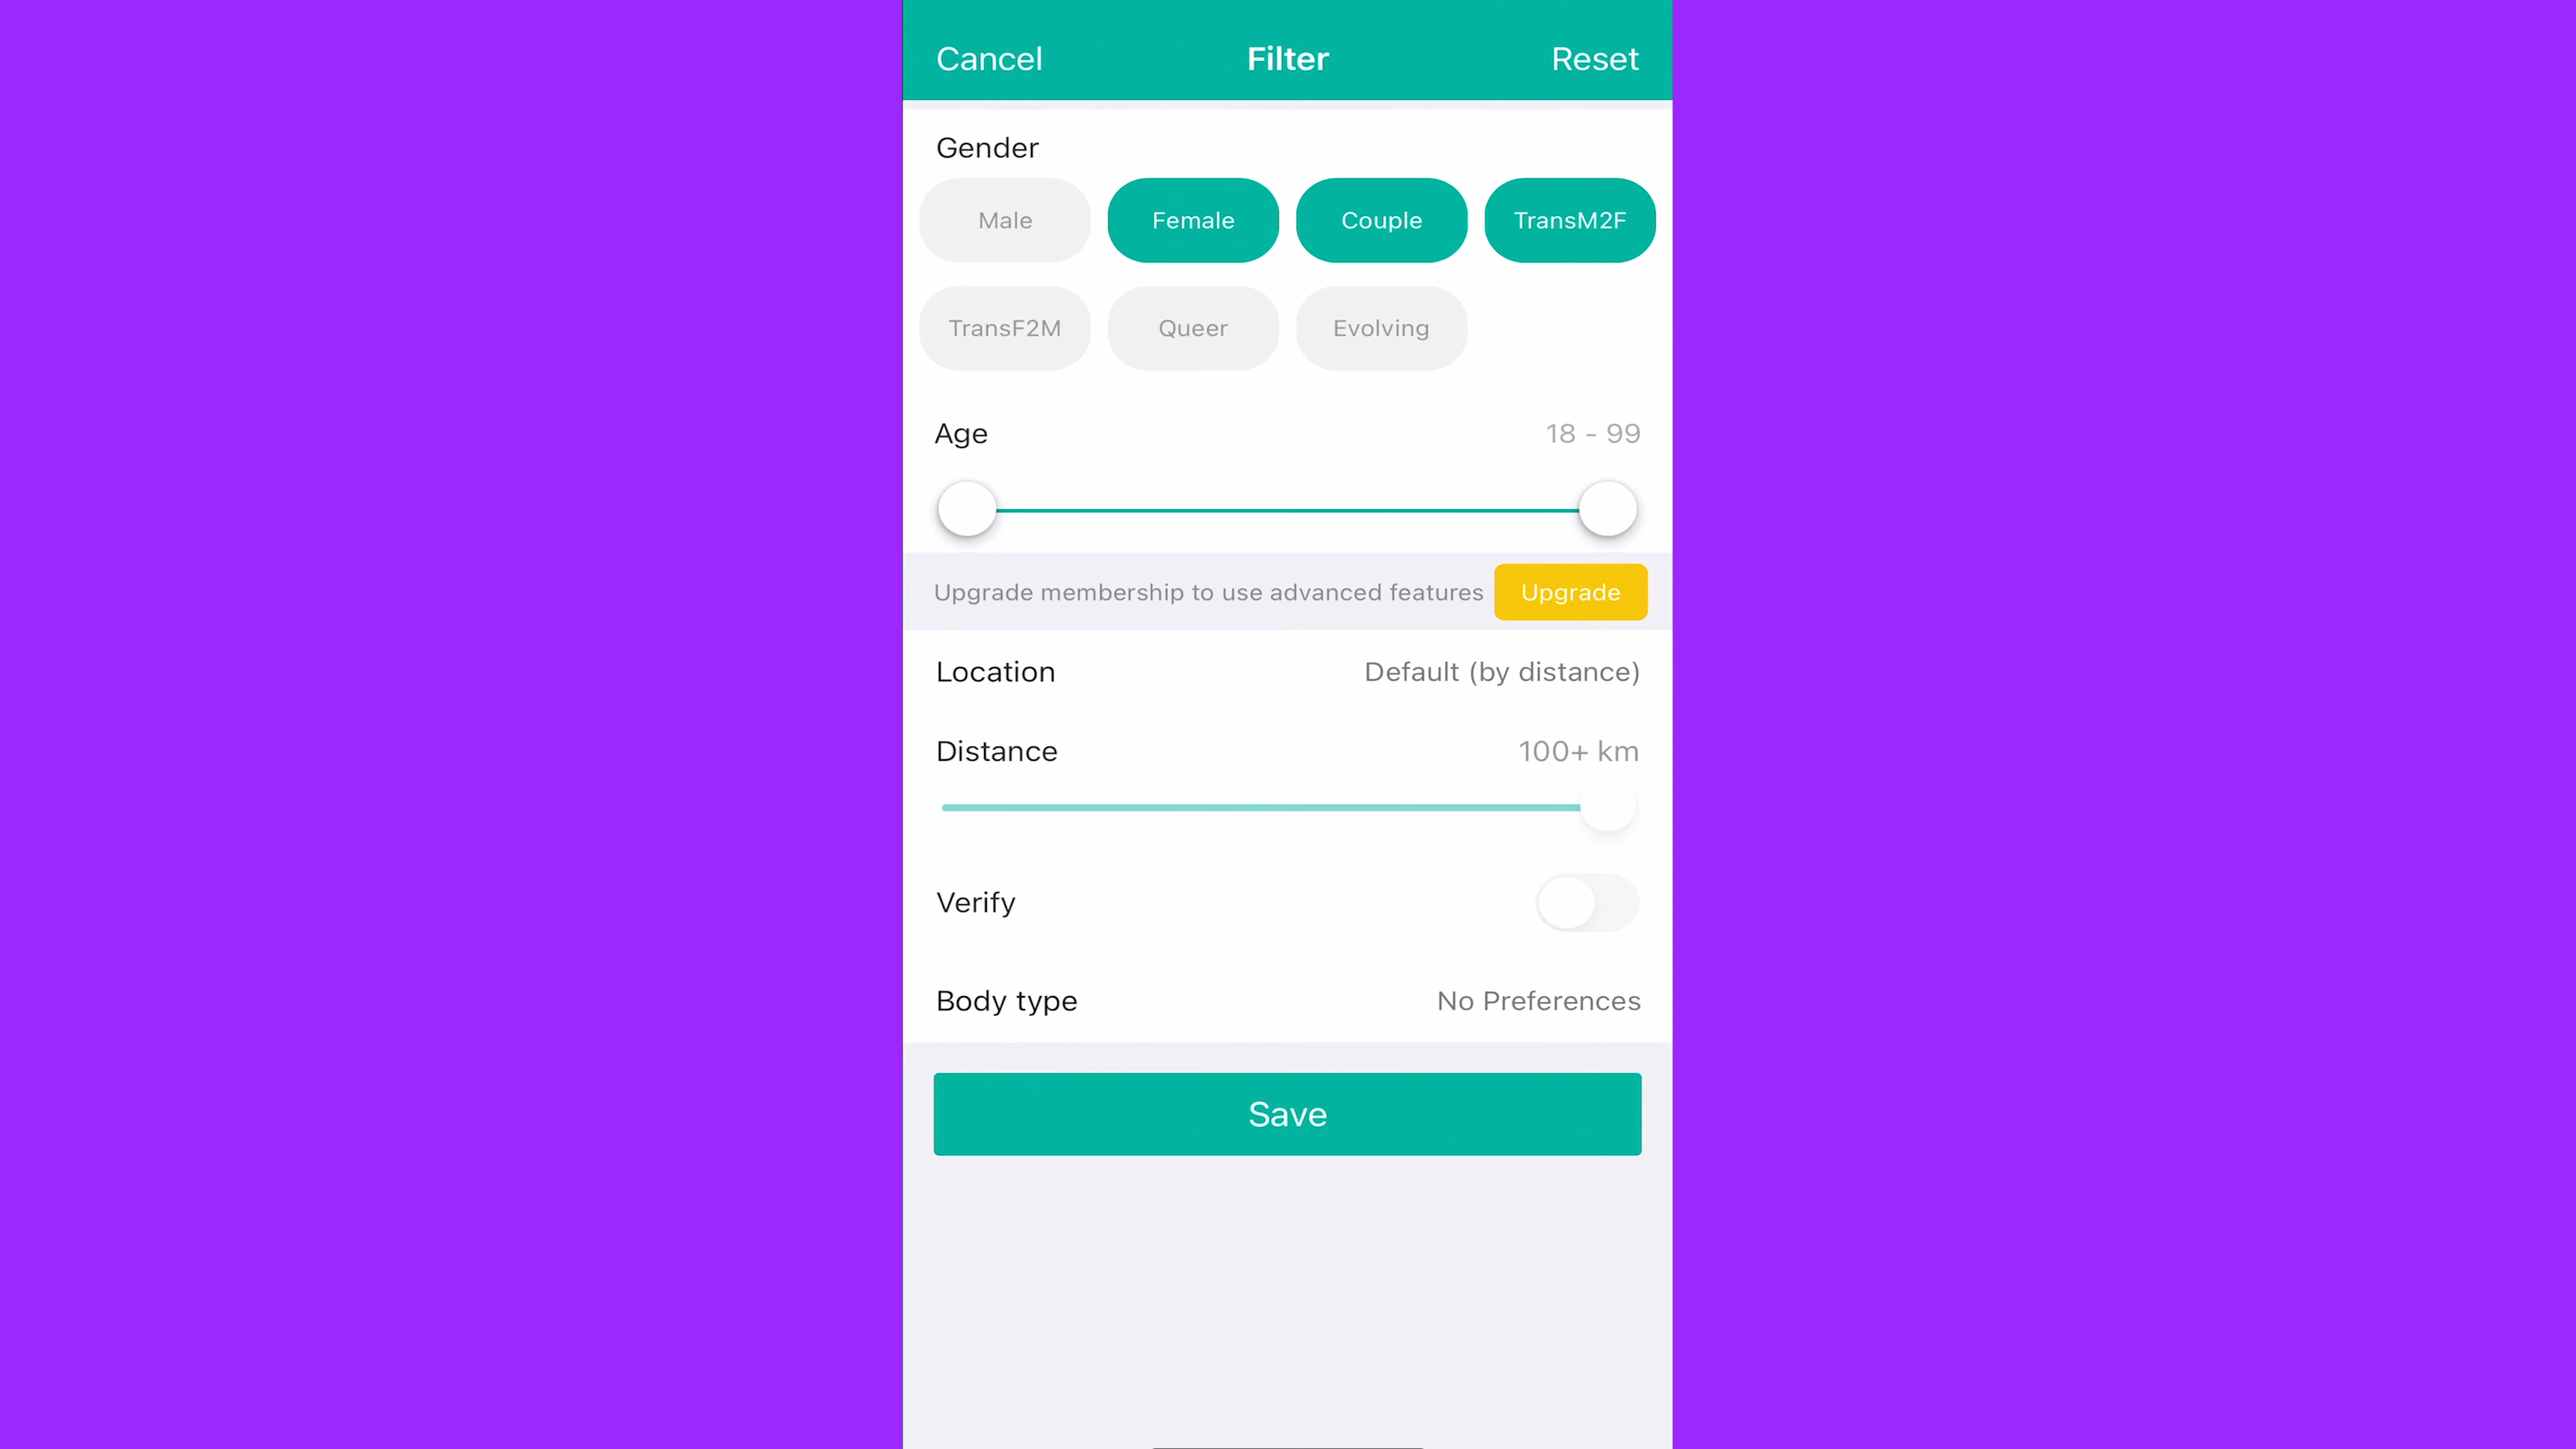 Cancel Filter Reset
Gender
Male Female Couple TransM2F
TransF2M Queer Evolving
Age 18 - 99
Upgrade membership to use advanced features Upgrade
Location Default (by distance)
Distance 100+ km
Verify
Body type No Preferences
Save